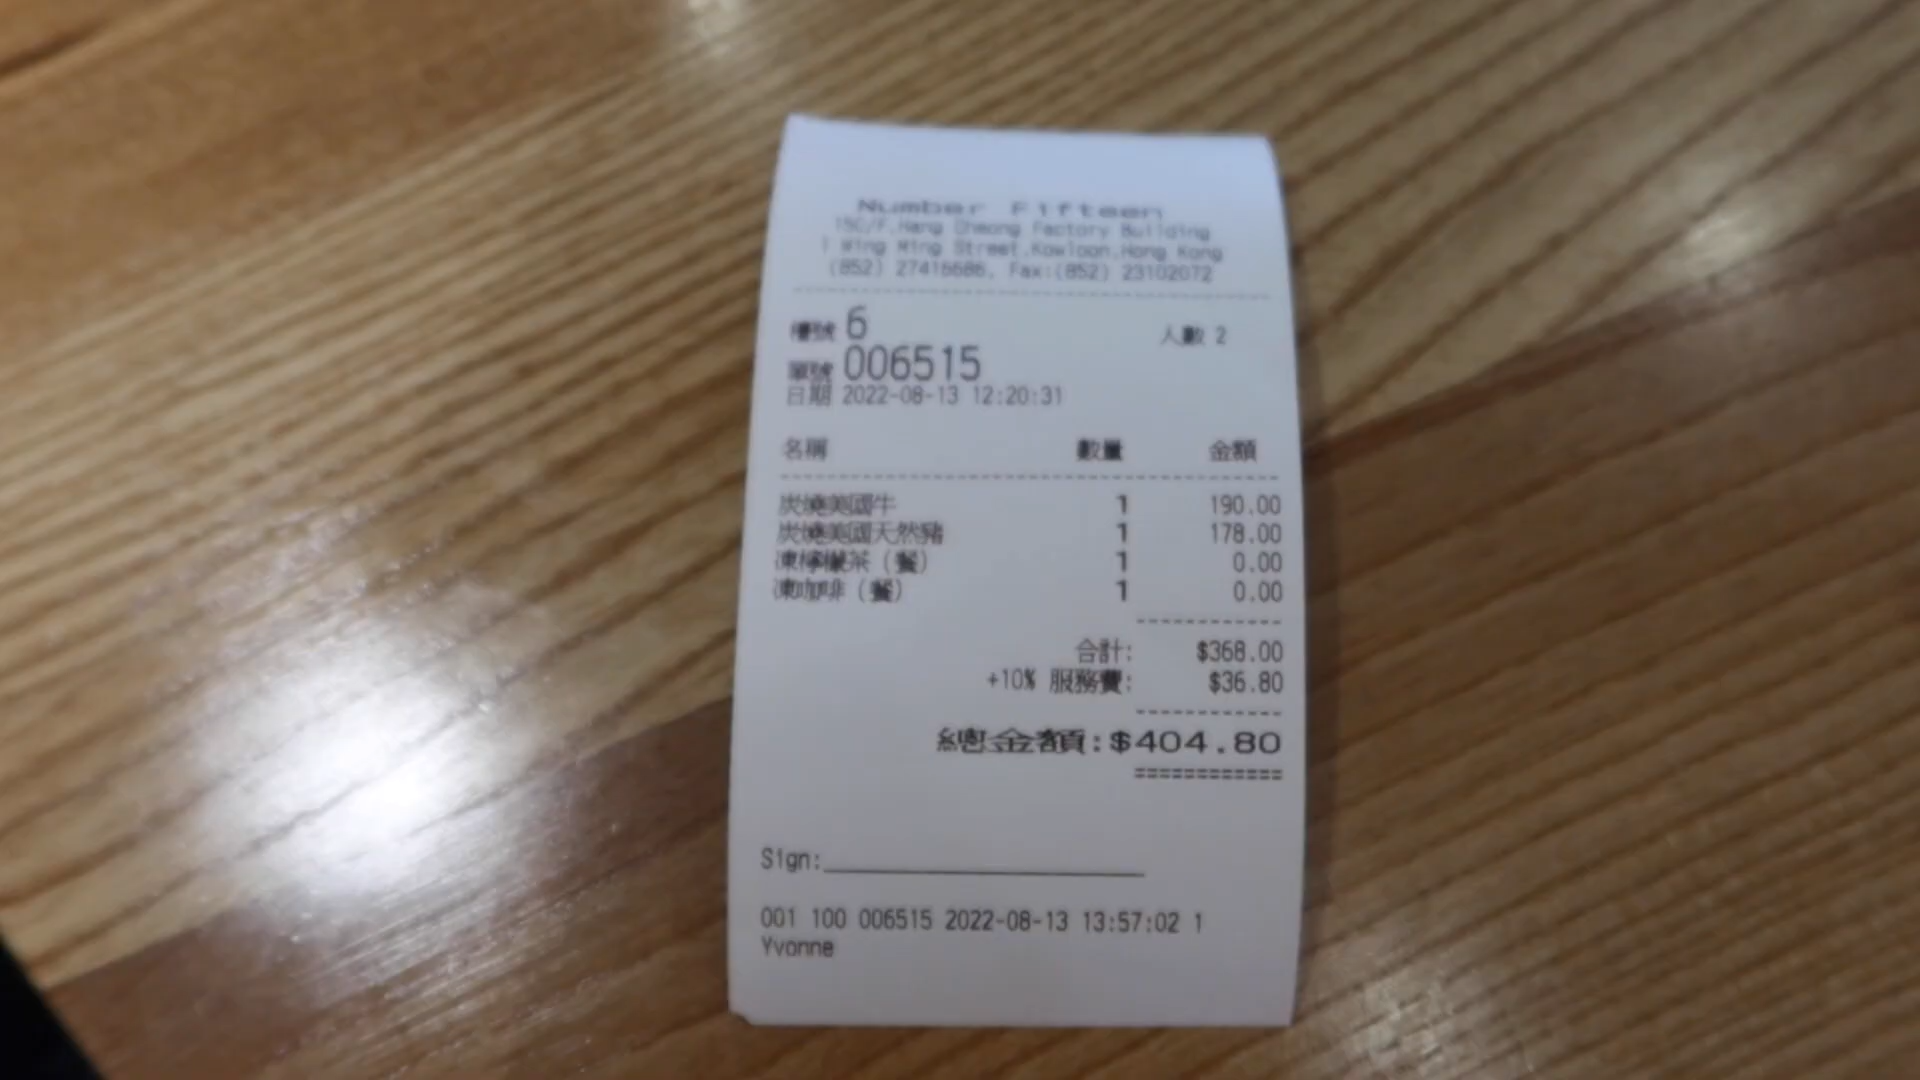 Number Fifteen
15C/F,Hang Cheong Factory Building
1 Wing Ming Street,Kowloon,Hong Kong
(852) 27416686, Fax:(852) 23102072
檯號 6 人數 2
單號 006515
日期 2022-08-13 12:20:31
名稱 數量 金額
炭燒美國牛 1 190.00
炭燒美國天然豬 1 178.00
凍檸檬茶 (餐) 1 0.00
凍咖啡 (餐) 1 0.00
合計: $368.00
+10% 服務費: $36.80
總金額:$404.80
Sign:
001 100 006515 2022-08-13 13:57:02 1
Yvonne